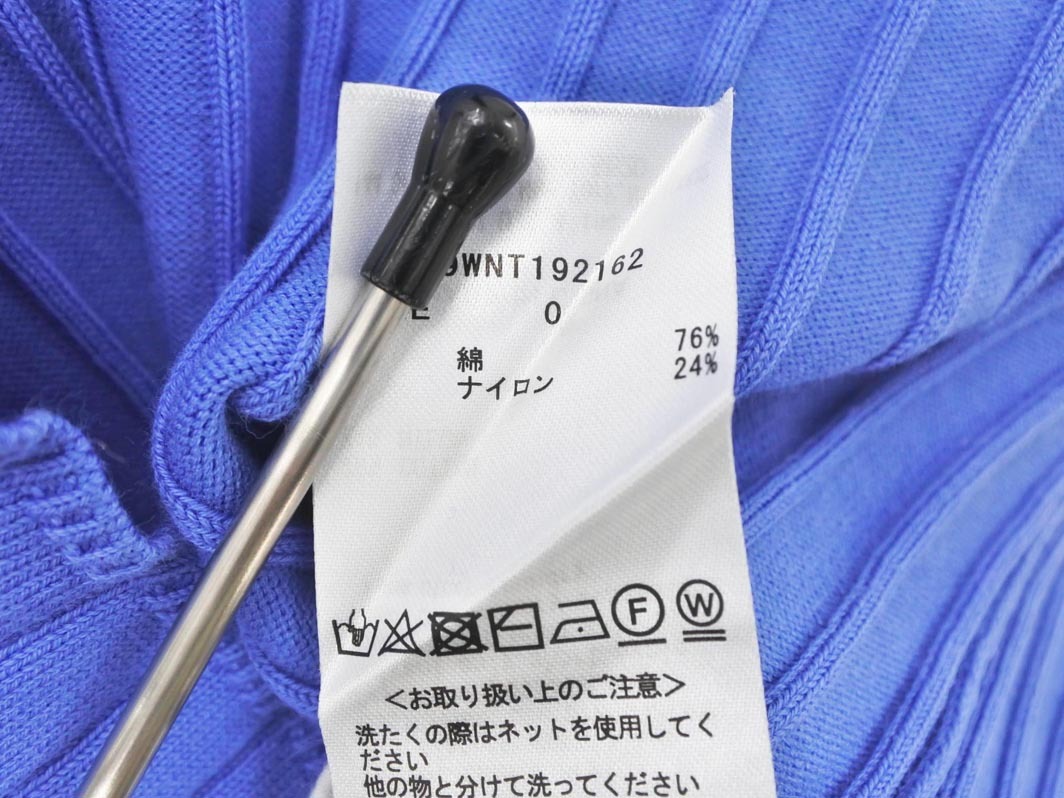 9WNT192162
E 0
綿 76%
ナイロン 24%
F W
<お取り扱い上のご注意>
洗たくの際はネットを使用してく
ださい
他の物と分けて洗ってください